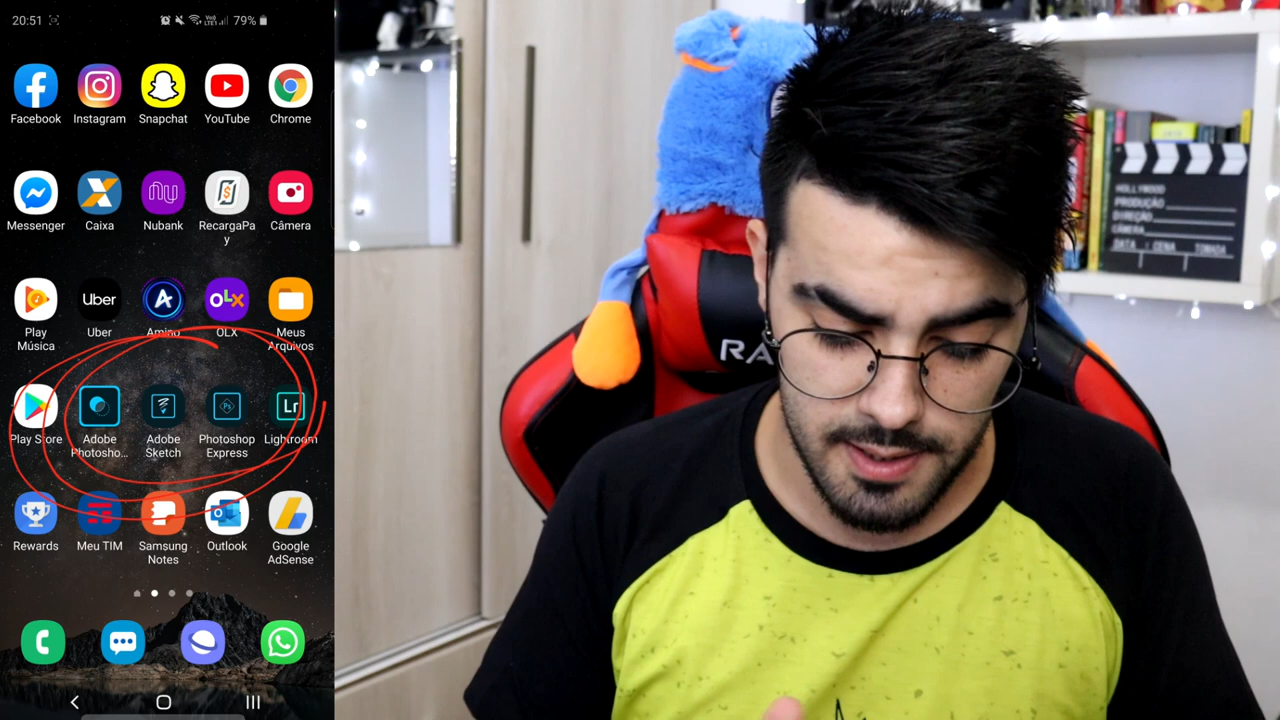 20:51 79%
Facebook Instagram Snapchat YouTube Chrome
Messenger Caixa Nubank RecargaPa
y
Câmera
Uber
OLX
Play
Música
Uber Amino OLX Meus
Arquivos
Ps
Lr
Play Store Adobe
Photosho...
Adobe
Sketch
Photoshop
Express
Lightroom
Rewards Meu TIM Samsung
Notes
Outlook Google
AdSense
RA
HOLLYWOOD
PRODUÇÃO
DIREÇÃO
CÂMERA
DATA : CENA TOMADA